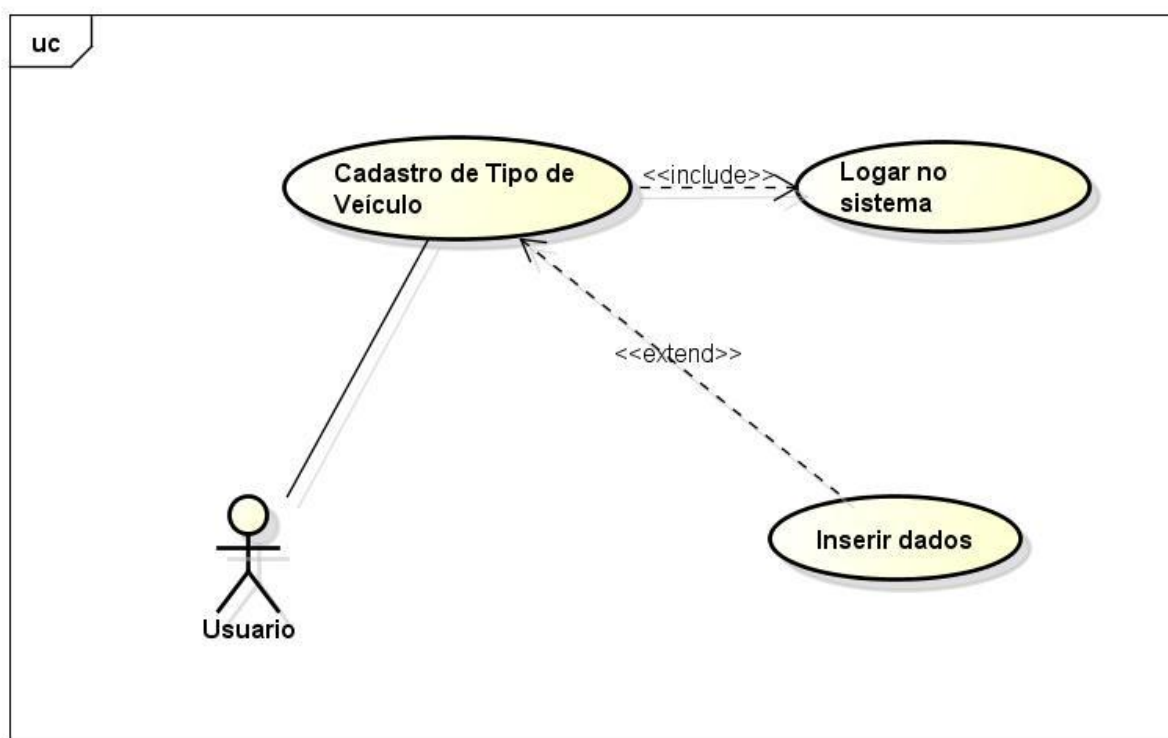 uc
Cadastro de Tipo de
Veículo
<<include>>
Logar no
sistema
<<extend>>
Inserir dados
Usuario